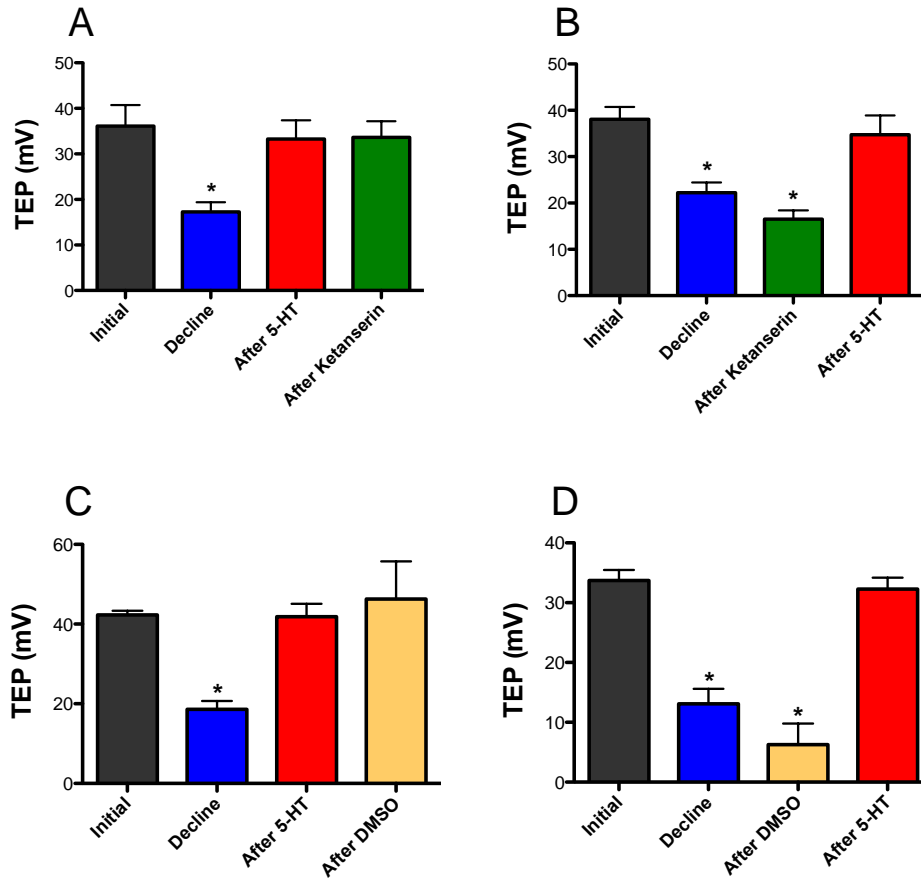 A
TEP (mV)
50
40
30
20
10
0
*
Initial
Decline
After 5-HT
After Ketanserin
B
TEP (mV)
50
40
30
20
10
0
*
*
Initial
Decline
After Ketanserin
After 5-HT
C
TEP (mV)
60
40
20
0
*
Initial
Decline
After 5-HT
After DMSO
D
TEP (mV)
40
30
20
10
0
*
*
Initial
Decline
After DMSO
After 5-HT